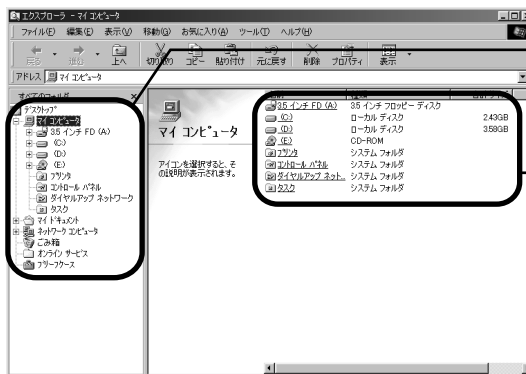 エクスプローラ - マイ コンピュータ
ファイル(F) 編集(E) 表示(V) 移動(G) お気に入り(A) ツール(T) ヘルプ(H)
戻る 進む 上へ 切り取り コピー 貼り付け 元に戻す 削除 プロパティ 表示
アドレス マイ コンピュータ
すべてのフォルダ ×
デスクトップ
マイ コンピュータ
3.5 インチ FD (A)
(C)
(D)
(E)
プリンタ
コントロール パネル
ダイヤルアップ ネットワーク
タスク
マイ ドキュメント
ネットワーク コンピュータ
ごみ箱
オンライン サービス
ブリーフケース
マイ コンピュータ
アイコンを選択すると、そ
の説明が表示されます。
3.5 インチ FD (A) 3.5 インチ フロッピー ディスク
(C) ローカル ディスク 2.43GB
(D) ローカル ディスク 3.58GB
(E) CD-ROM
プリンタ システム フォルダ
コントロール パネル システム フォルダ
ダイヤルアップ ネット... システム フォルダ
タスク システム フォルダ